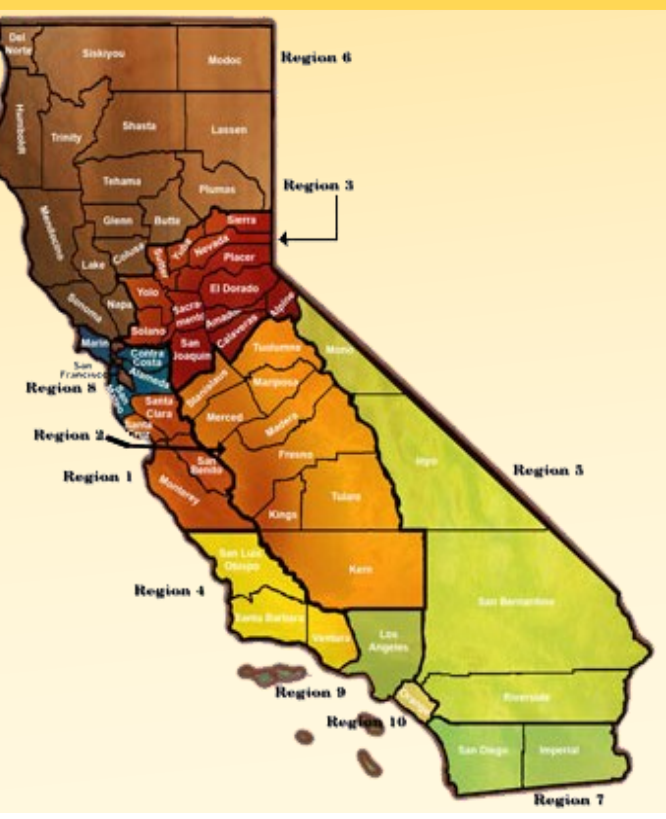 Del
Norte
Siskiyou
Modoc
Region 6
Humboldt
Trinity
Shasta
Lassen
Tehama
Plumas
Region 3
Mendocino
Glenn
Butte
Sierra
Lake
Colusa
Sutter
Yuba
Nevada
Placer
Sonoma
Napa
Yolo
El Dorado
Sacra-
mento
Amador
Alpine
Solano
Calaveras
Marin
Contra
Costa
San
Joaquin
Tuolumne
Mono
San
Francisco
Alameda
Stanislaus
Mariposa
Region 8
San
Mateo
Santa
Clara
Merced
Madera
Santa
Cruz
Region 2
Fresno
Inyo
Region 5
Region 1
San
Benito
Monterey
Tulare
Kings
San Luis
Obispo
Kern
Region 4
San Bernardino
Santa Barbara
Ventura
Los
Angeles
Region 9
Orange
Riverside
Region 10
San Diego
Imperial
Region 7